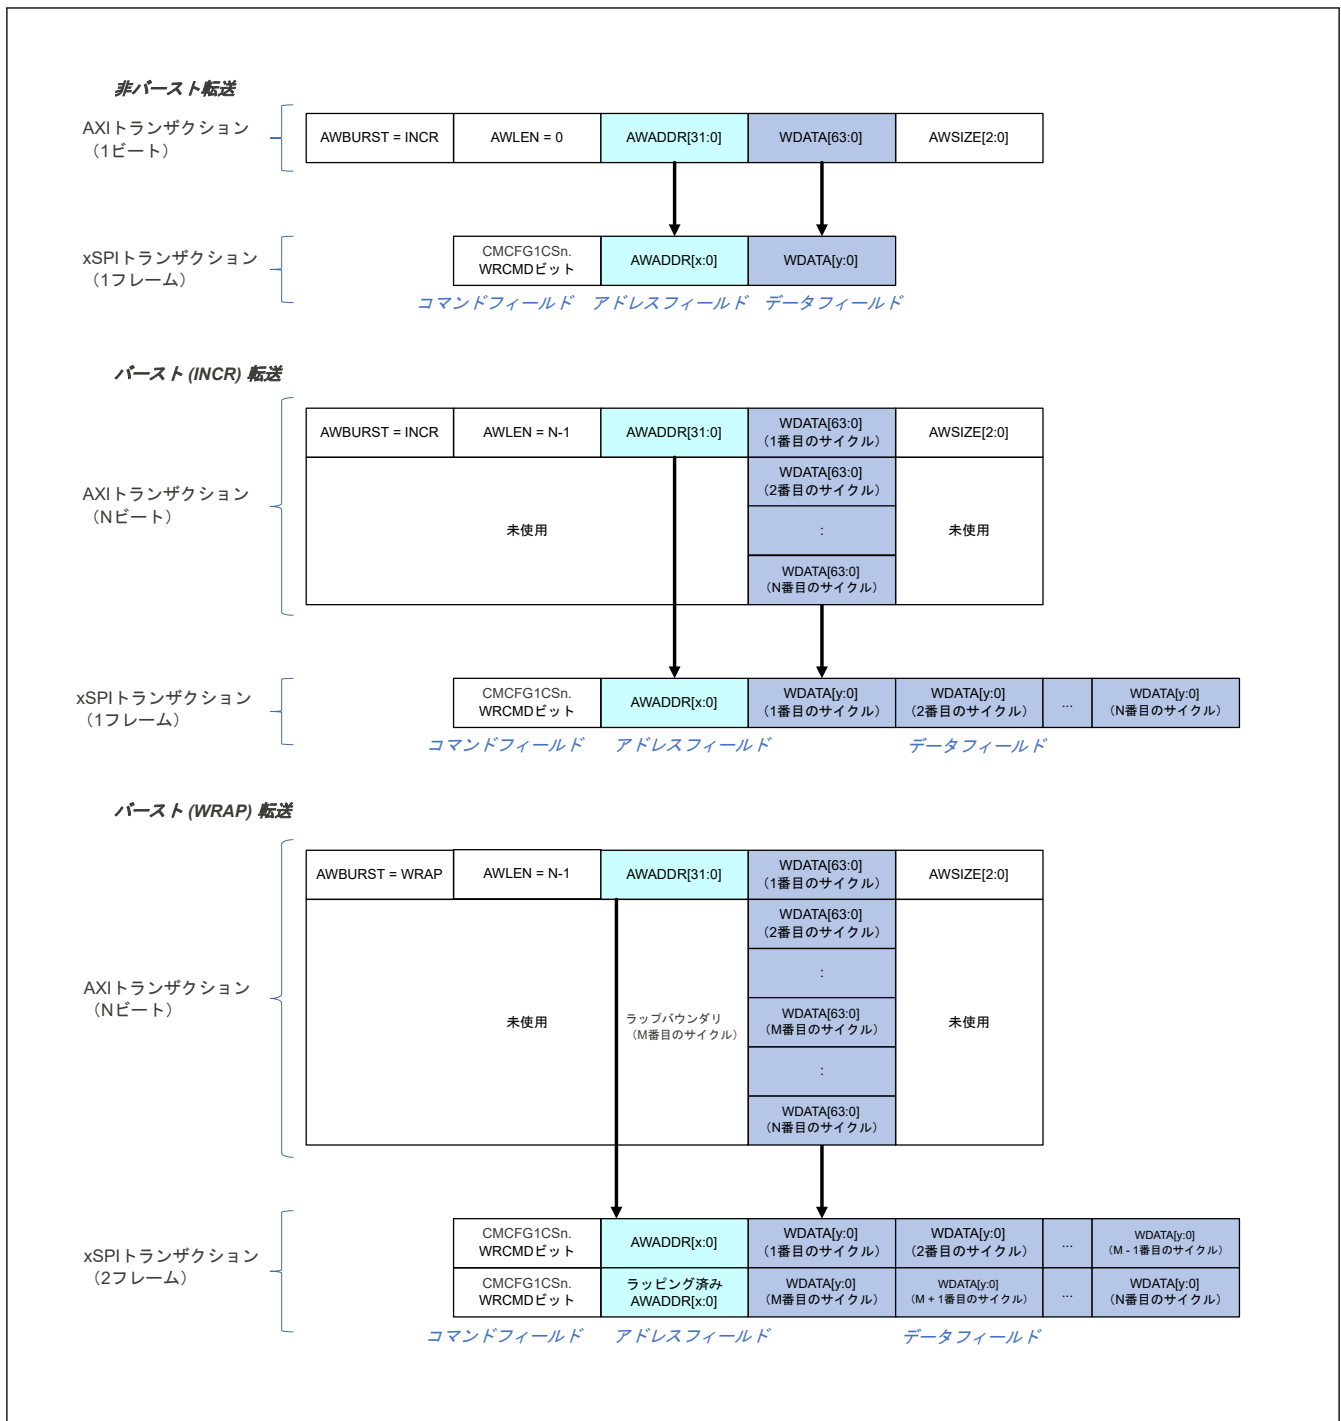 非バースト転送
AXIトランザクション
（1ビート）
AWBURST = INCR
AWLEN = 0
AWADDR[31:0]
WDATA[63:0]
AWSIZE[2:0]
xSPIトランザクション
（1フレーム）
CMCFG1CSn.
WRCMDビット
AWADDR[x:0]
WDATA[y:0]
コマンドフィールド
アドレスフィールド
データフィールド
バースト (INCR) 転送
AXIトランザクション
（Nビート）
AWBURST = INCR
AWLEN = N-1
AWADDR[31:0]
WDATA[63:0]
（1番目のサイクル）
AWSIZE[2:0]
WDATA[63:0]
（2番目のサイクル）
未使用
:
未使用
WDATA[63:0]
（N番目のサイクル）
xSPIトランザクション
（1フレーム）
CMCFG1CSn.
WRCMDビット
AWADDR[x:0]
WDATA[y:0]
（1番目のサイクル）
WDATA[y:0]
（2番目のサイクル）
...
WDATA[y:0]
（N番目のサイクル）
コマンドフィールド
アドレスフィールド
データフィールド
バースト (WRAP) 転送
AXIトランザクション
（Nビート）
AWBURST = WRAP
AWLEN = N-1
AWADDR[31:0]
WDATA[63:0]
（1番目のサイクル）
AWSIZE[2:0]
WDATA[63:0]
（2番目のサイクル）
:
未使用
ラップバウンダリ
（M番目のサイクル）
WDATA[63:0]
（M番目のサイクル）
未使用
:
WDATA[63:0]
（N番目のサイクル）
xSPIトランザクション
（2フレーム）
CMCFG1CSn.
WRCMDビット
AWADDR[x:0]
WDATA[y:0]
（1番目のサイクル）
WDATA[y:0]
（2番目のサイクル）
...
WDATA[y:0]
（M - 1番目のサイクル）
CMCFG1CSn.
WRCMDビット
ラッピング済み
AWADDR[x:0]
WDATA[y:0]
（M番目のサイクル）
WDATA[y:0]
（M + 1番目のサイクル）
...
WDATA[y:0]
（N番目のサイクル）
コマンドフィールド
アドレスフィールド
データフィールド